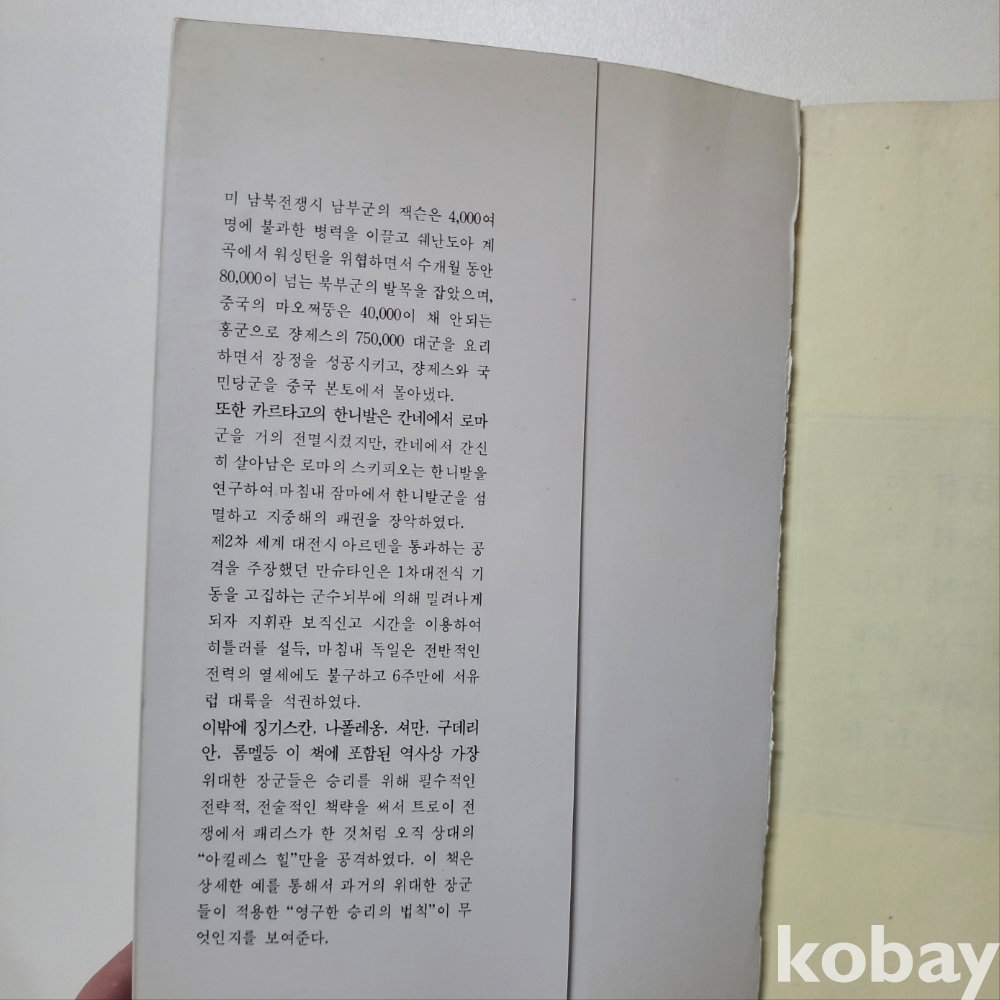 미 남북전쟁시 남부군의 잭슨은 4,000여
명에 불과한 병력을 이끌고 쉐난도아 계
곡에서 워싱턴을 위협하면서 수개월 동안
80,000이 넘는 북부군의 발목을 잡았으며,
중국의 마오쩌뚱은 40,000이 채 안되는
홍군으로 쟝제스의 750,000 대군을 요리
하면서 장정을 성공시키고, 쟝제스와 국
민당군을 중국 본토에서 몰아냈다.
또한 카르타고의 한니발은 칸네에서 로마
군을 거의 전멸시켰지만, 칸네에서 간신
히 살아남은 로마의 스키피오는 한니발을
연구하여 마침내 잠마에서 한니발군을 섬
멸하고 지중해의 패권을 장악하였다.
제2차 세계 대전시 아르덴을 통과하는 공
격을 주장했던 만슈타인은 1차대전식 기
동을 고집하는 군수뇌부에 의해 밀려나게
되자 지휘관 보직신고 시간을 이용하여
히틀러를 설득, 마침내 독일은 전반적인
전력의 열세에도 불구하고 6주만에 서유
럽 대륙을 석권하였다.
이밖에 징기스칸, 나폴레옹, 셔만, 구데리
안, 롬멜등 이 책에 포함된 역사상 가장
위대한 장군들은 승리를 위해 필수적인
전략적, 전술적인 책략을 써서 트로이 전
쟁에서 패리스가 한 것처럼 오직 상대의
“아킬레스 힐”만을 공격하였다. 이 책은
상세한 예를 통해서 과거의 위대한 장군
들이 적용한 “영구한 승리의 법칙”이 무
엇인지를 보여준다.
kobay